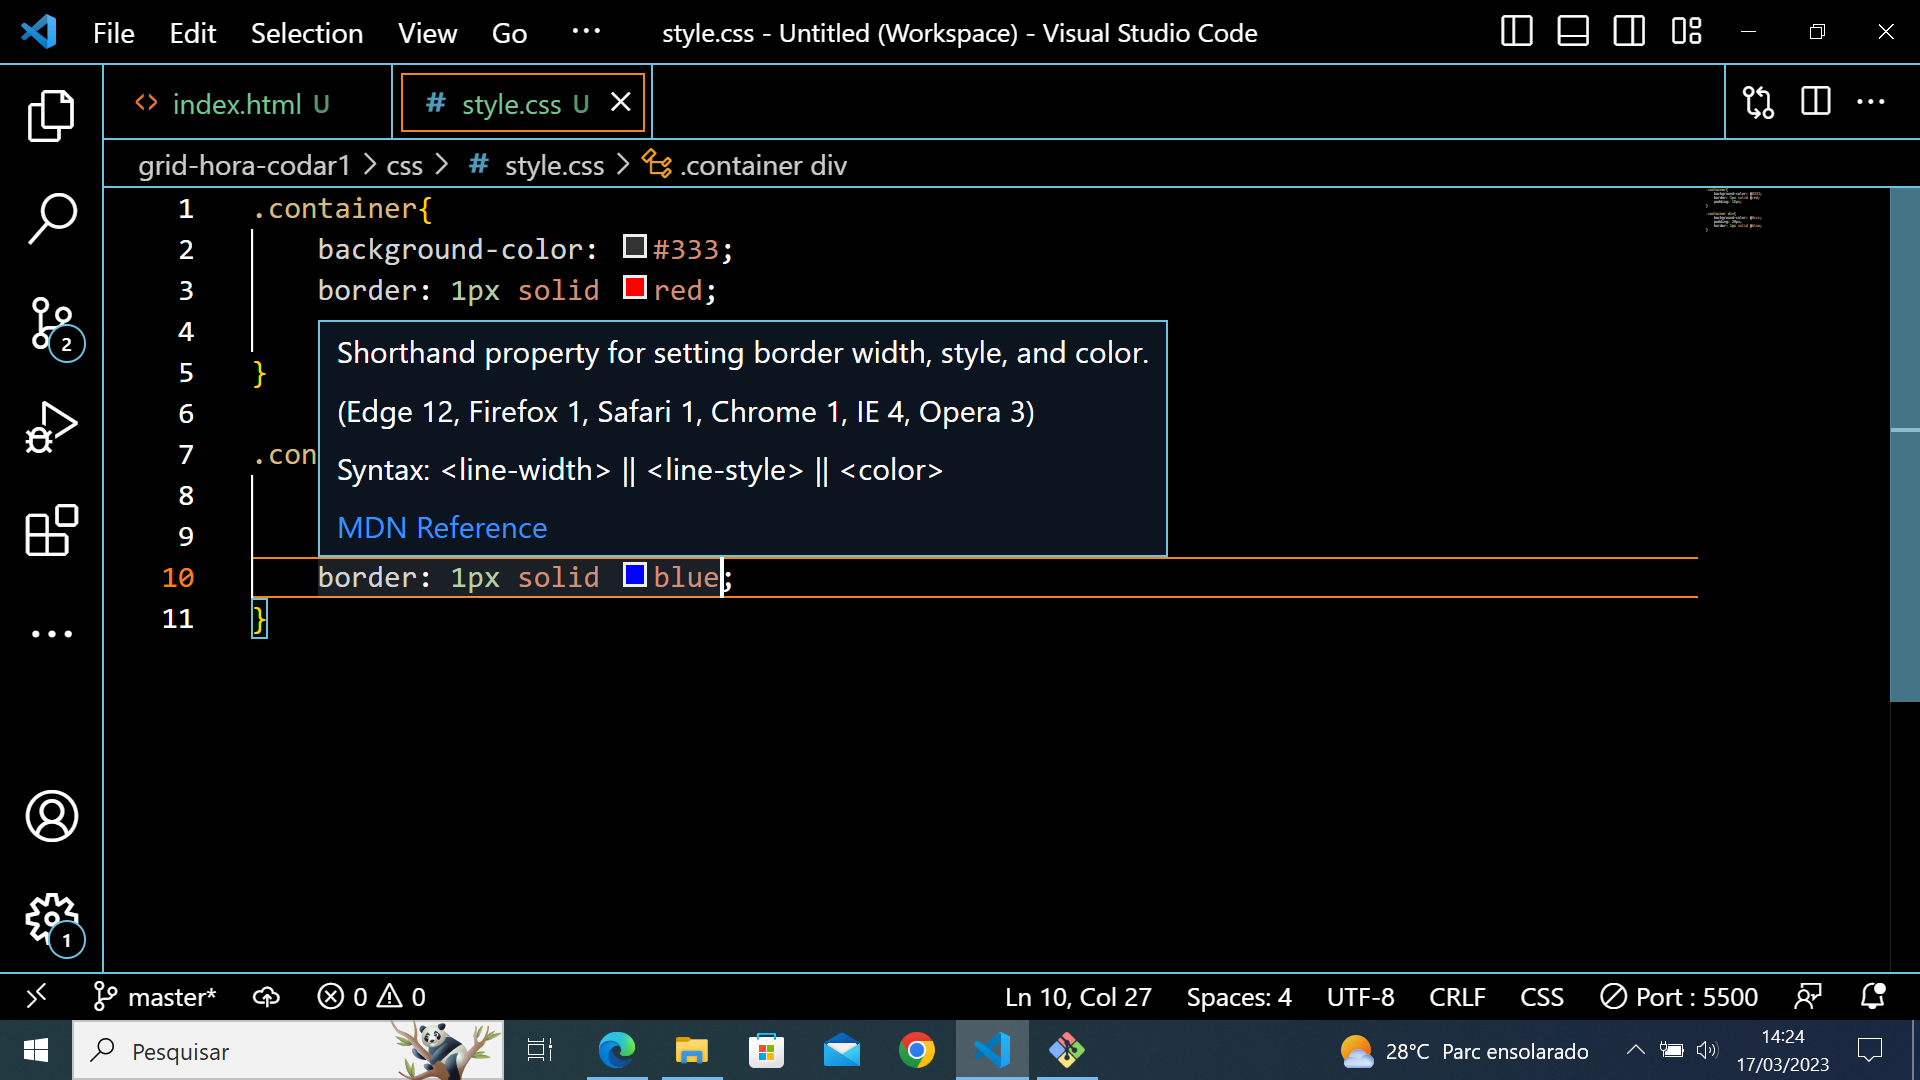 File Edit Selection View Go ··· style.css - Untitled (Workspace) - Visual Studio Code
<> index.html U # style.css U
grid-hora-codar1 > css > # style.css > .container div
1 .container{
2 background-color: #333;
3 border: 1px solid red;
4
5 }
6
7 .con
8
9
10 border: 1px solid blue;
11 }
Shorthand property for setting border width, style, and color.
(Edge 12, Firefox 1, Safari 1, Chrome 1, IE 4, Opera 3)
Syntax: <line-width> || <line-style> || <color>
MDN Reference
2
1
master* 0 0 Ln 10, Col 27 Spaces: 4 UTF-8 CRLF CSS Port : 5500
Pesquisar 28°C Parc ensolarado 14:24
17/03/2023